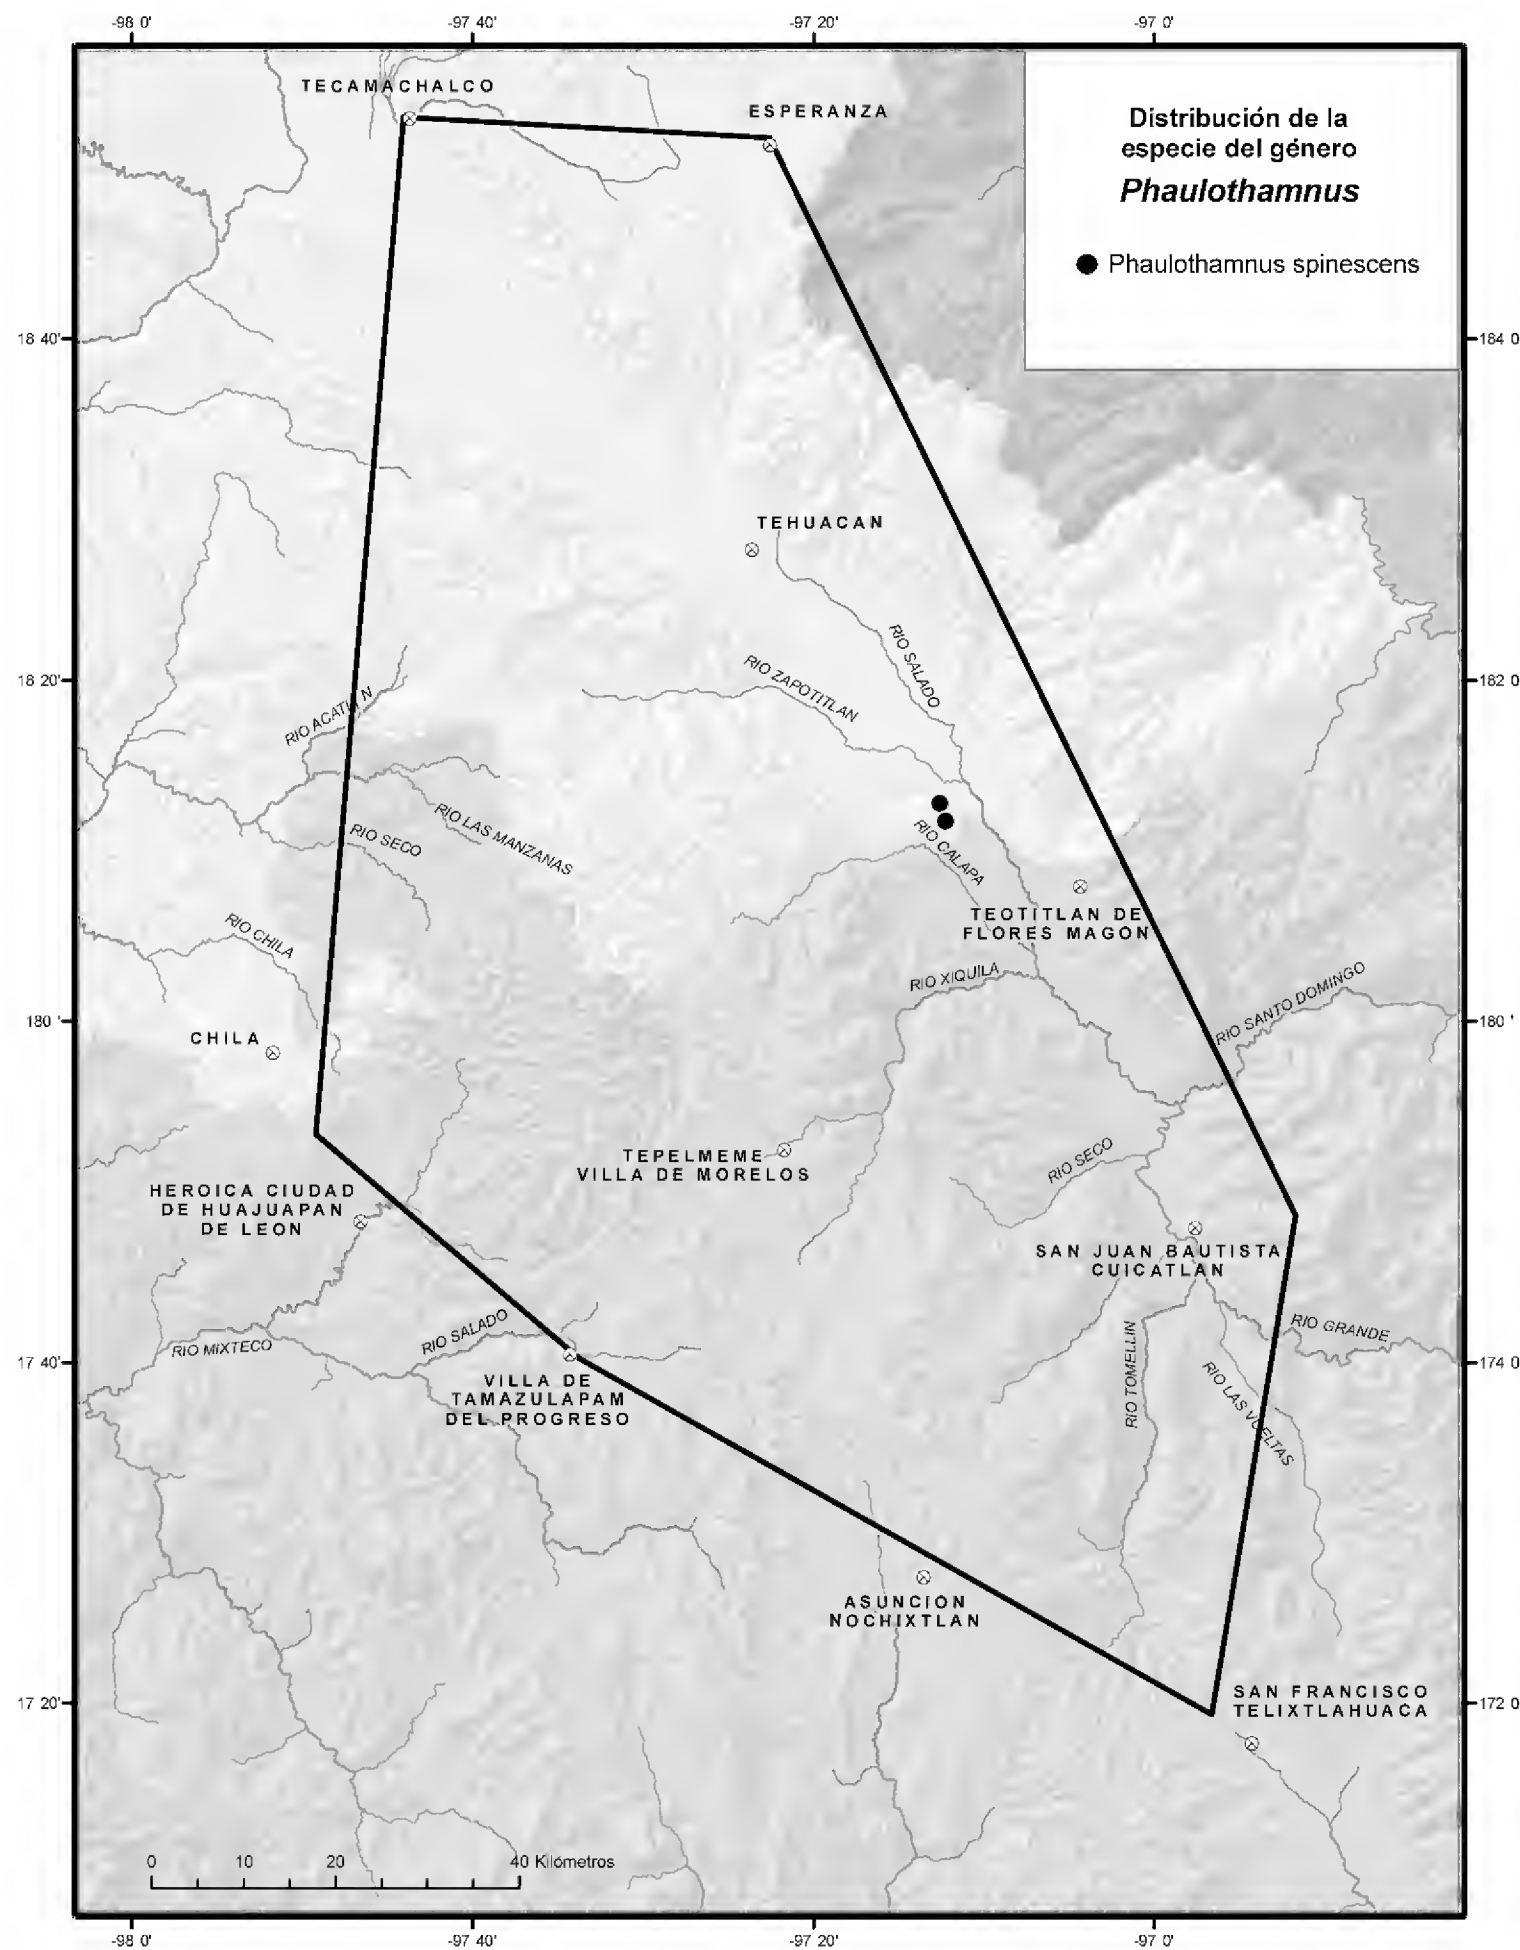 -98 0'
-97 40'
-97 20'
-97 0'
TECAMACHALCO
ESPERANZA
Distribución de la
especie del género
Phaulothamnus
Phaulothamnus spinescens
18 40'
184 0
TEHUACAN
RIO SALADO
RIO ZAPOTITLAN
18 20'
182 0
RIO LAS MANZANAS
RIO SECO
RIO CALAPA
TEOTITLAN DE
FLORES MAGON
RIO CHILA
RIO XIQUILA
RIO SANTO DOMINGO
180 '
180 '
CHILA
TEPELMEME
VILLA DE MORELOS
RIO SECO
HEROICA CIUDAD
DE HUAJUAPAN
DE LEON
SAN JUAN BAUTISTA
CUICATLAN
RIO MIXTECO
RIO SALADO
RIO GRANDE
17 40'
174 0
VILLA DE
TAMAZULAPAM
DEL PROGRESO
RIO TOMELLIN
RIO LAS VUELTAS
ASUNCION
NOCHIXTLAN
17 20'
172 0
SAN FRANCISCO
TELIXTLAHUACA
0 10 20 40 Kilómetros
-98 0'
-97 40'
-97 20'
-97 0'